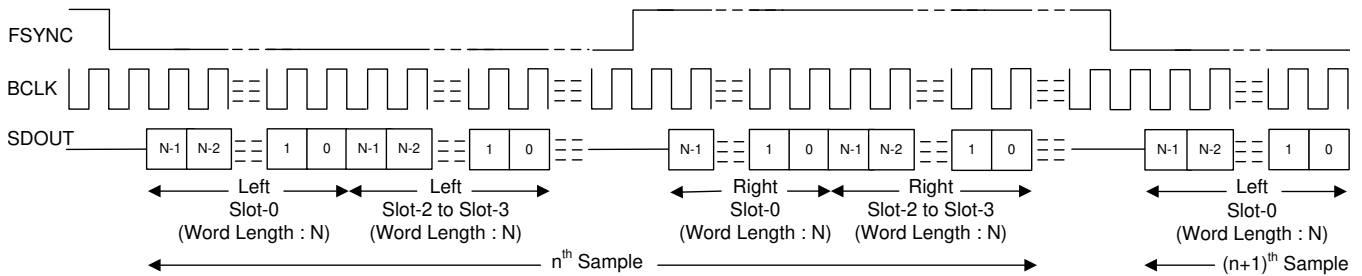 FSYNC
BCLK
SDOUT
N-1 N-2 1 0 N-1 N-2 1 0 N-1 1 0 N-1 N-2 1 0 N-1 N-2 1 0
Left Left Right Right Left
Slot-0 Slot-2 to Slot-3 Slot-0 Slot-2 to Slot-3 Slot-0
(Word Length : N) (Word Length : N) (Word Length : N) (Word Length : N) (Word Length : N)
nth Sample (n+1)th Sample